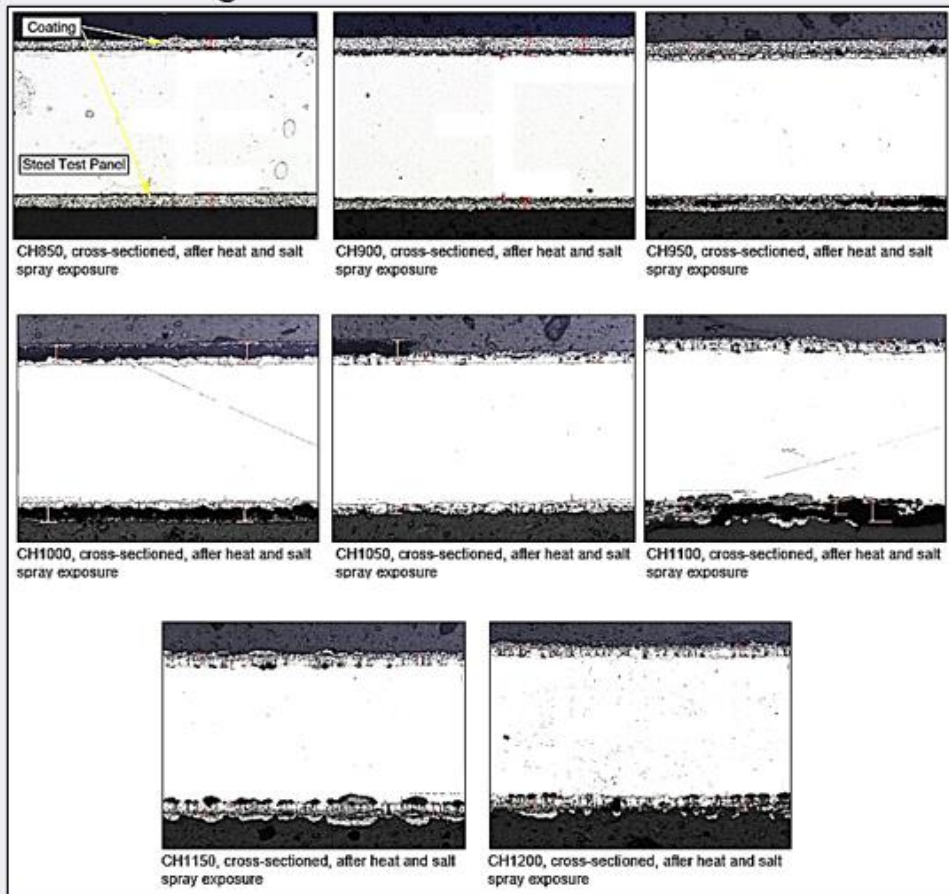 Coating
Steel Test Panel
CH850, cross-sectioned, after heat and salt
spray exposure
CH900, cross-sectioned, after heat and salt
spray exposure
CH950, cross-sectioned, after heat and salt
spray exposure
CH1000, cross-sectioned, after heat and salt
spray exposure
CH1050, cross-sectioned, after heat and salt
spray exposure
CH1100, cross-sectioned, after heat and salt
spray exposure
CH1150, cross-sectioned, after heat and salt
spray exposure
CH1200, cross-sectioned, after heat and salt
spray exposure